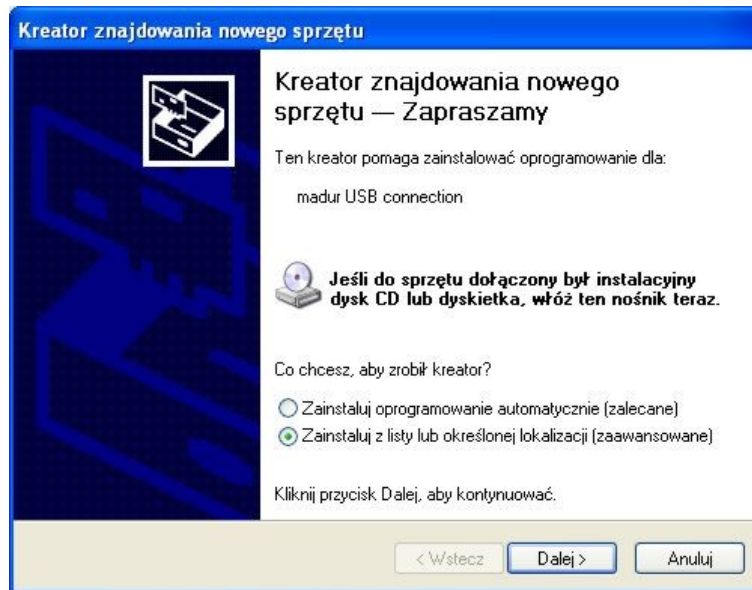 Kreator znajdowania nowego sprzętu
Kreator znajdowania nowego
sprzętu — Zapraszamy
Ten kreator pomaga zainstalować oprogramowanie dla:
madur USB connection
Jeśli do sprzętu dołączony był instalacyjny
dysk CD lub dyskietka, włóż ten nośnik teraz.
Co chcesz, aby zrobił kreator?
Zainstaluj oprogramowanie automatycznie (zalecane)
Zainstaluj z listy lub określonej lokalizacji (zaawansowane)
Kliknij przycisk Dalej, aby kontynuować.
< Wstecz Dalej > Anuluj